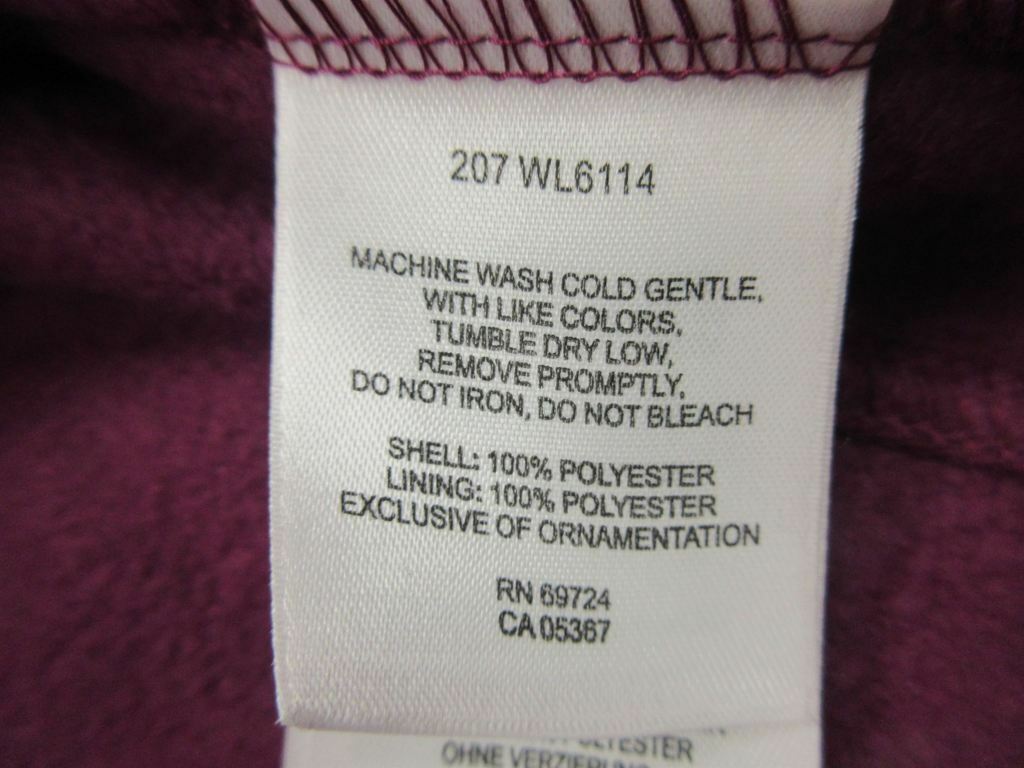 207 WL6114
MACHINE WASH COLD GENTLE,
WITH LIKE COLORS,
TUMBLE DRY LOW,
REMOVE PROMPTLY,
DO NOT IRON, DO NOT BLEACH
SHELL: 100% POLYESTER
LINING: 100% POLYESTER
EXCLUSIVE OF ORNAMENTATION
RN 69724
CA 05367
OHNE